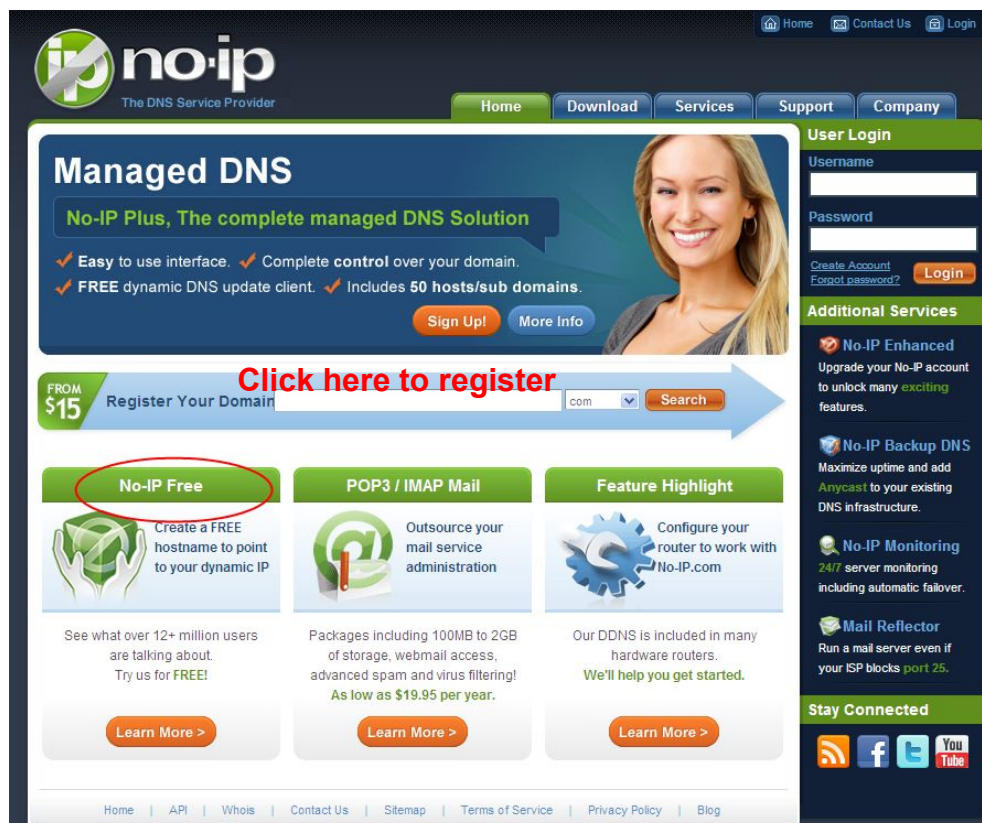 Home Contact Us Login
ip no·ip
The DNS Service Provider
Home Download Services Support Company
Managed DNS
No-IP Plus, The complete managed DNS Solution
Easy to use interface. Complete control over your domain.
FREE dynamic DNS update client. Includes 50 hosts/sub domains.
Sign Up! More Info
Click here to register
FROM
$15
Register Your Domain com Search
No-IP Free
Create a FREE
hostname to point
to your dynamic IP
See what over 12+ million users
are talking about.
Try us for FREE!
Learn More >
POP3 / IMAP Mail
Outsource your
mail service
administration
Packages including 100MB to 2GB
of storage, webmail access,
advanced spam and virus filtering!
As low as $19.95 per year.
Learn More >
Feature Highlight
Configure your
router to work with
No-IP.com
Our DDNS is included in many
hardware routers.
We'll help you get started.
Learn More >
User Login
Username
Password
Create Account
Forgot password?
Login
Additional Services
No-IP Enhanced
Upgrade your No-IP account
to unlock many exciting
features.
No-IP Backup DNS
Maximize uptime and add
Anycast to your existing
DNS infrastructure.
No-IP Monitoring
24/7 server monitoring
including automatic failover.
Mail Reflector
Run a mail server even if
your ISP blocks port 25.
Stay Connected
f t You
Tube
Home | API | Whois | Contact Us | Sitemap | Terms of Service | Privacy Policy | Blog